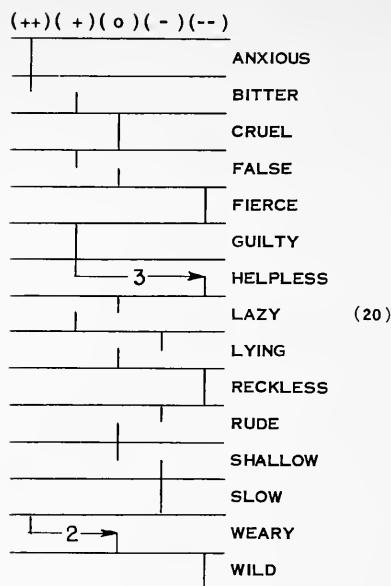 (++)( + )( o )( - )(--)
ANXIOUS
BITTER
CRUEL
FALSE
FIERCE
GUILTY
3 HELPLESS
LAZY (20)
LYING
RECKLESS
RUDE
SHALLOW
SLOW
2 WEARY
WILD